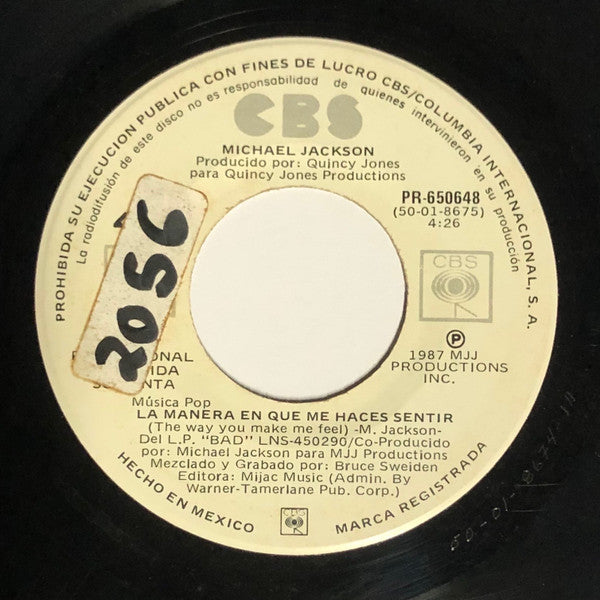 PROHIBIDA SU EJECUCION PUBLICA CON FINES DE LUCRO CBS/COLUMBIA INTERNACIONAL, S. A.
La radiodifusión de este disco no es responsabilidad de quienes intervinieron en su producción
CBS
MICHAEL JACKSON
Producido por: Quincy Jones
para Quincy Jones Productions
PR-650648
(50-01-8675)
4:26
2056
CBS
Ⓟ
1987 MJJ
PRODUCTIONS
INC.
Música Pop
LA MANERA EN QUE ME HACES SENTIR
(The way you make me feel) -M. Jackson-
Del L.P. "BAD" LNS-450290/Co-Producido
por: Michael Jackson para MJJ Productions
Mezclado y Grabado por: Bruce Sweiden
Editora: Mijac Music (Admin. By
Warner-Tamerlane Pub. Corp.)
HECHO EN MEXICO
CBS
MARCA REGISTRADA